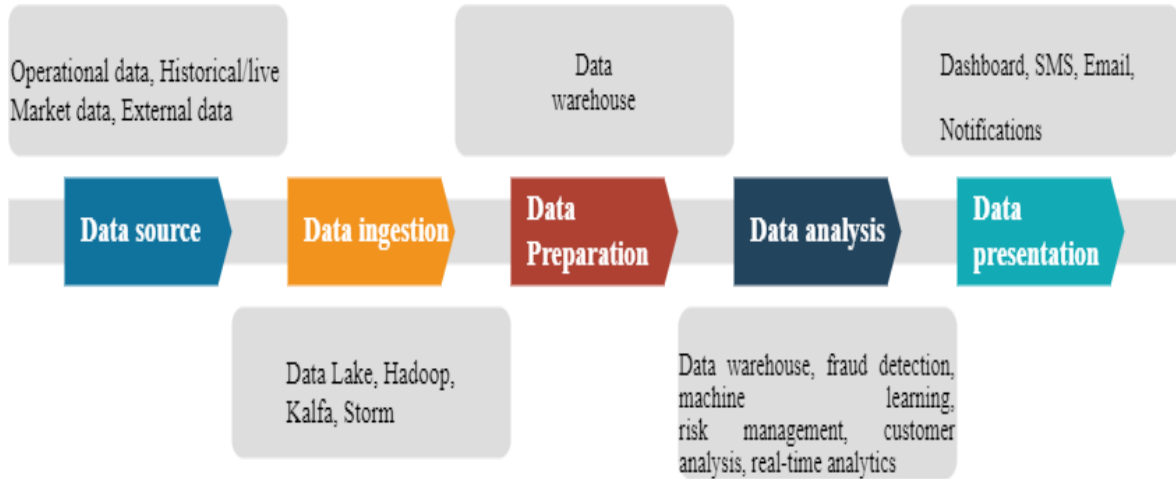 Operational data, Historical/live
Market data, External data
Data
warehouse
Dashboard, SMS, Email,
Notifications
Data source
Data ingestion
Data
Preparation
Data analysis
Data
presentation
Data Lake, Hadoop,
Kalfa, Storm
Data warehouse, fraud detection,
machine learning,
risk management, customer
analysis, real-time analytics